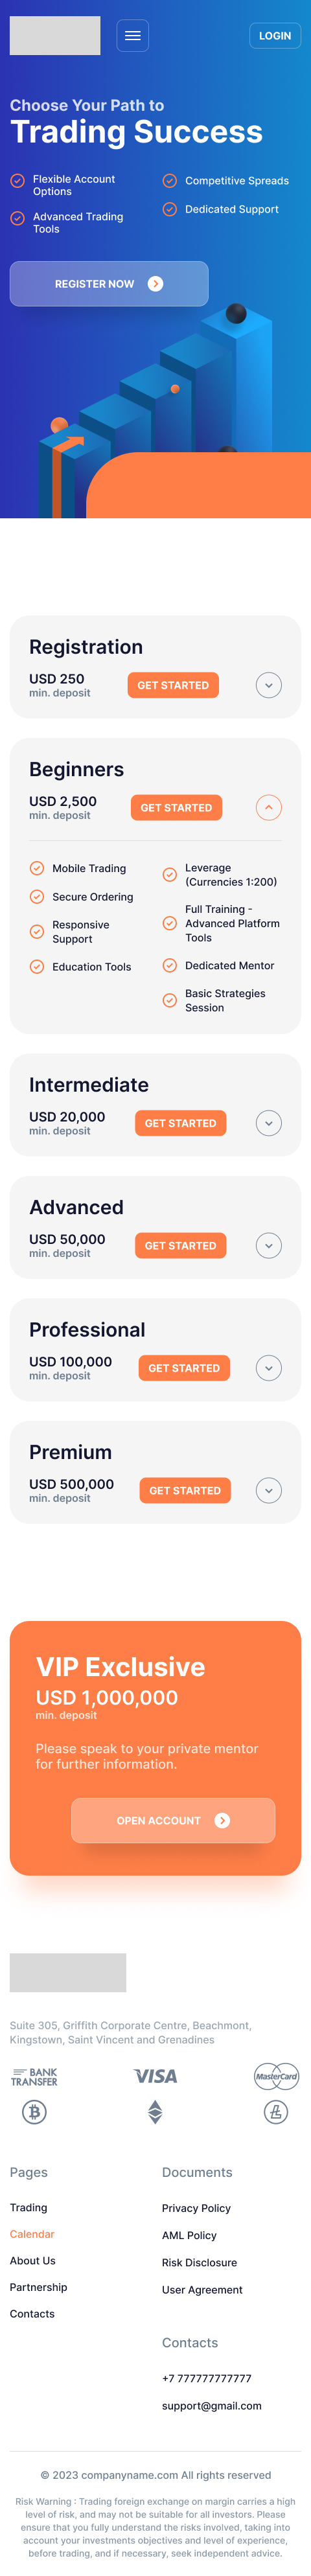 LOGIN
Choose Your Path to
Trading Success
Flexible Account
Options
Advanced Trading
Tools
Competitive Spreads
Dedicated Support
REGISTER NOW
Registration
USD 250
min. deposit
GET STARTED
Beginners
USD 2,500
min. deposit
GET STARTED
Mobile Trading
Secure Ordering
Responsive
Support
Education Tools
Leverage
(Currencies 1:200)
Full Training -
Advanced Platform
Tools
Dedicated Mentor
Basic Strategies
Session
Intermediate
USD 20,000
min. deposit
GET STARTED
Advanced
USD 50,000
min. deposit
GET STARTED
Professional
USD 100,000
min. deposit
GET STARTED
Premium
USD 500,000
min. deposit
GET STARTED
VIP Exclusive
USD 1,000,000
min. deposit
Please speak to your private mentor
for further information.
OPEN ACCOUNT
Suite 305, Griffith Corporate Centre, Beachmont,
Kingstown, Saint Vincent and Grenadines
BANK
TRANSFER
VISA
MasterCard
Pages
Trading
Calendar
About Us
Partnership
Contacts
Documents
Privacy Policy
AML Policy
Risk Disclosure
User Agreement
Contacts
+7 777777777777
support@gmail.com
© 2023 companyname.com All rights reserved
Risk Warning : Trading foreign exchange on margin carries a high
level of risk, and may not be suitable for all investors. Please
ensure that you fully understand the risks involved, taking into
account your investments objectives and level of experience,
before trading, and if necessary, seek independent advice.